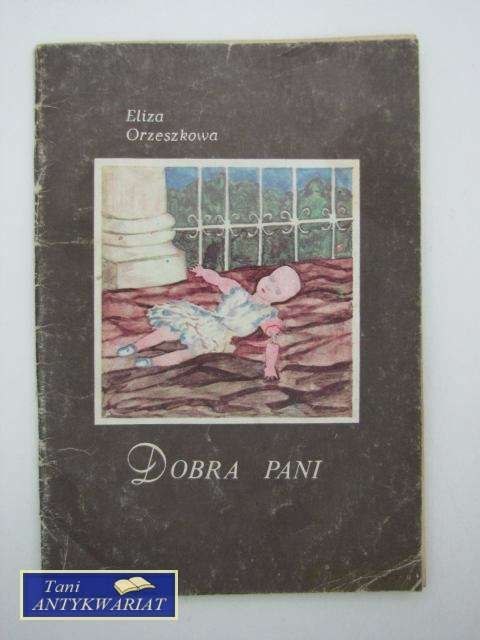 Eliza
Orzeszkowa
DOBRA PANI
Tani
ANTYKWARIAT